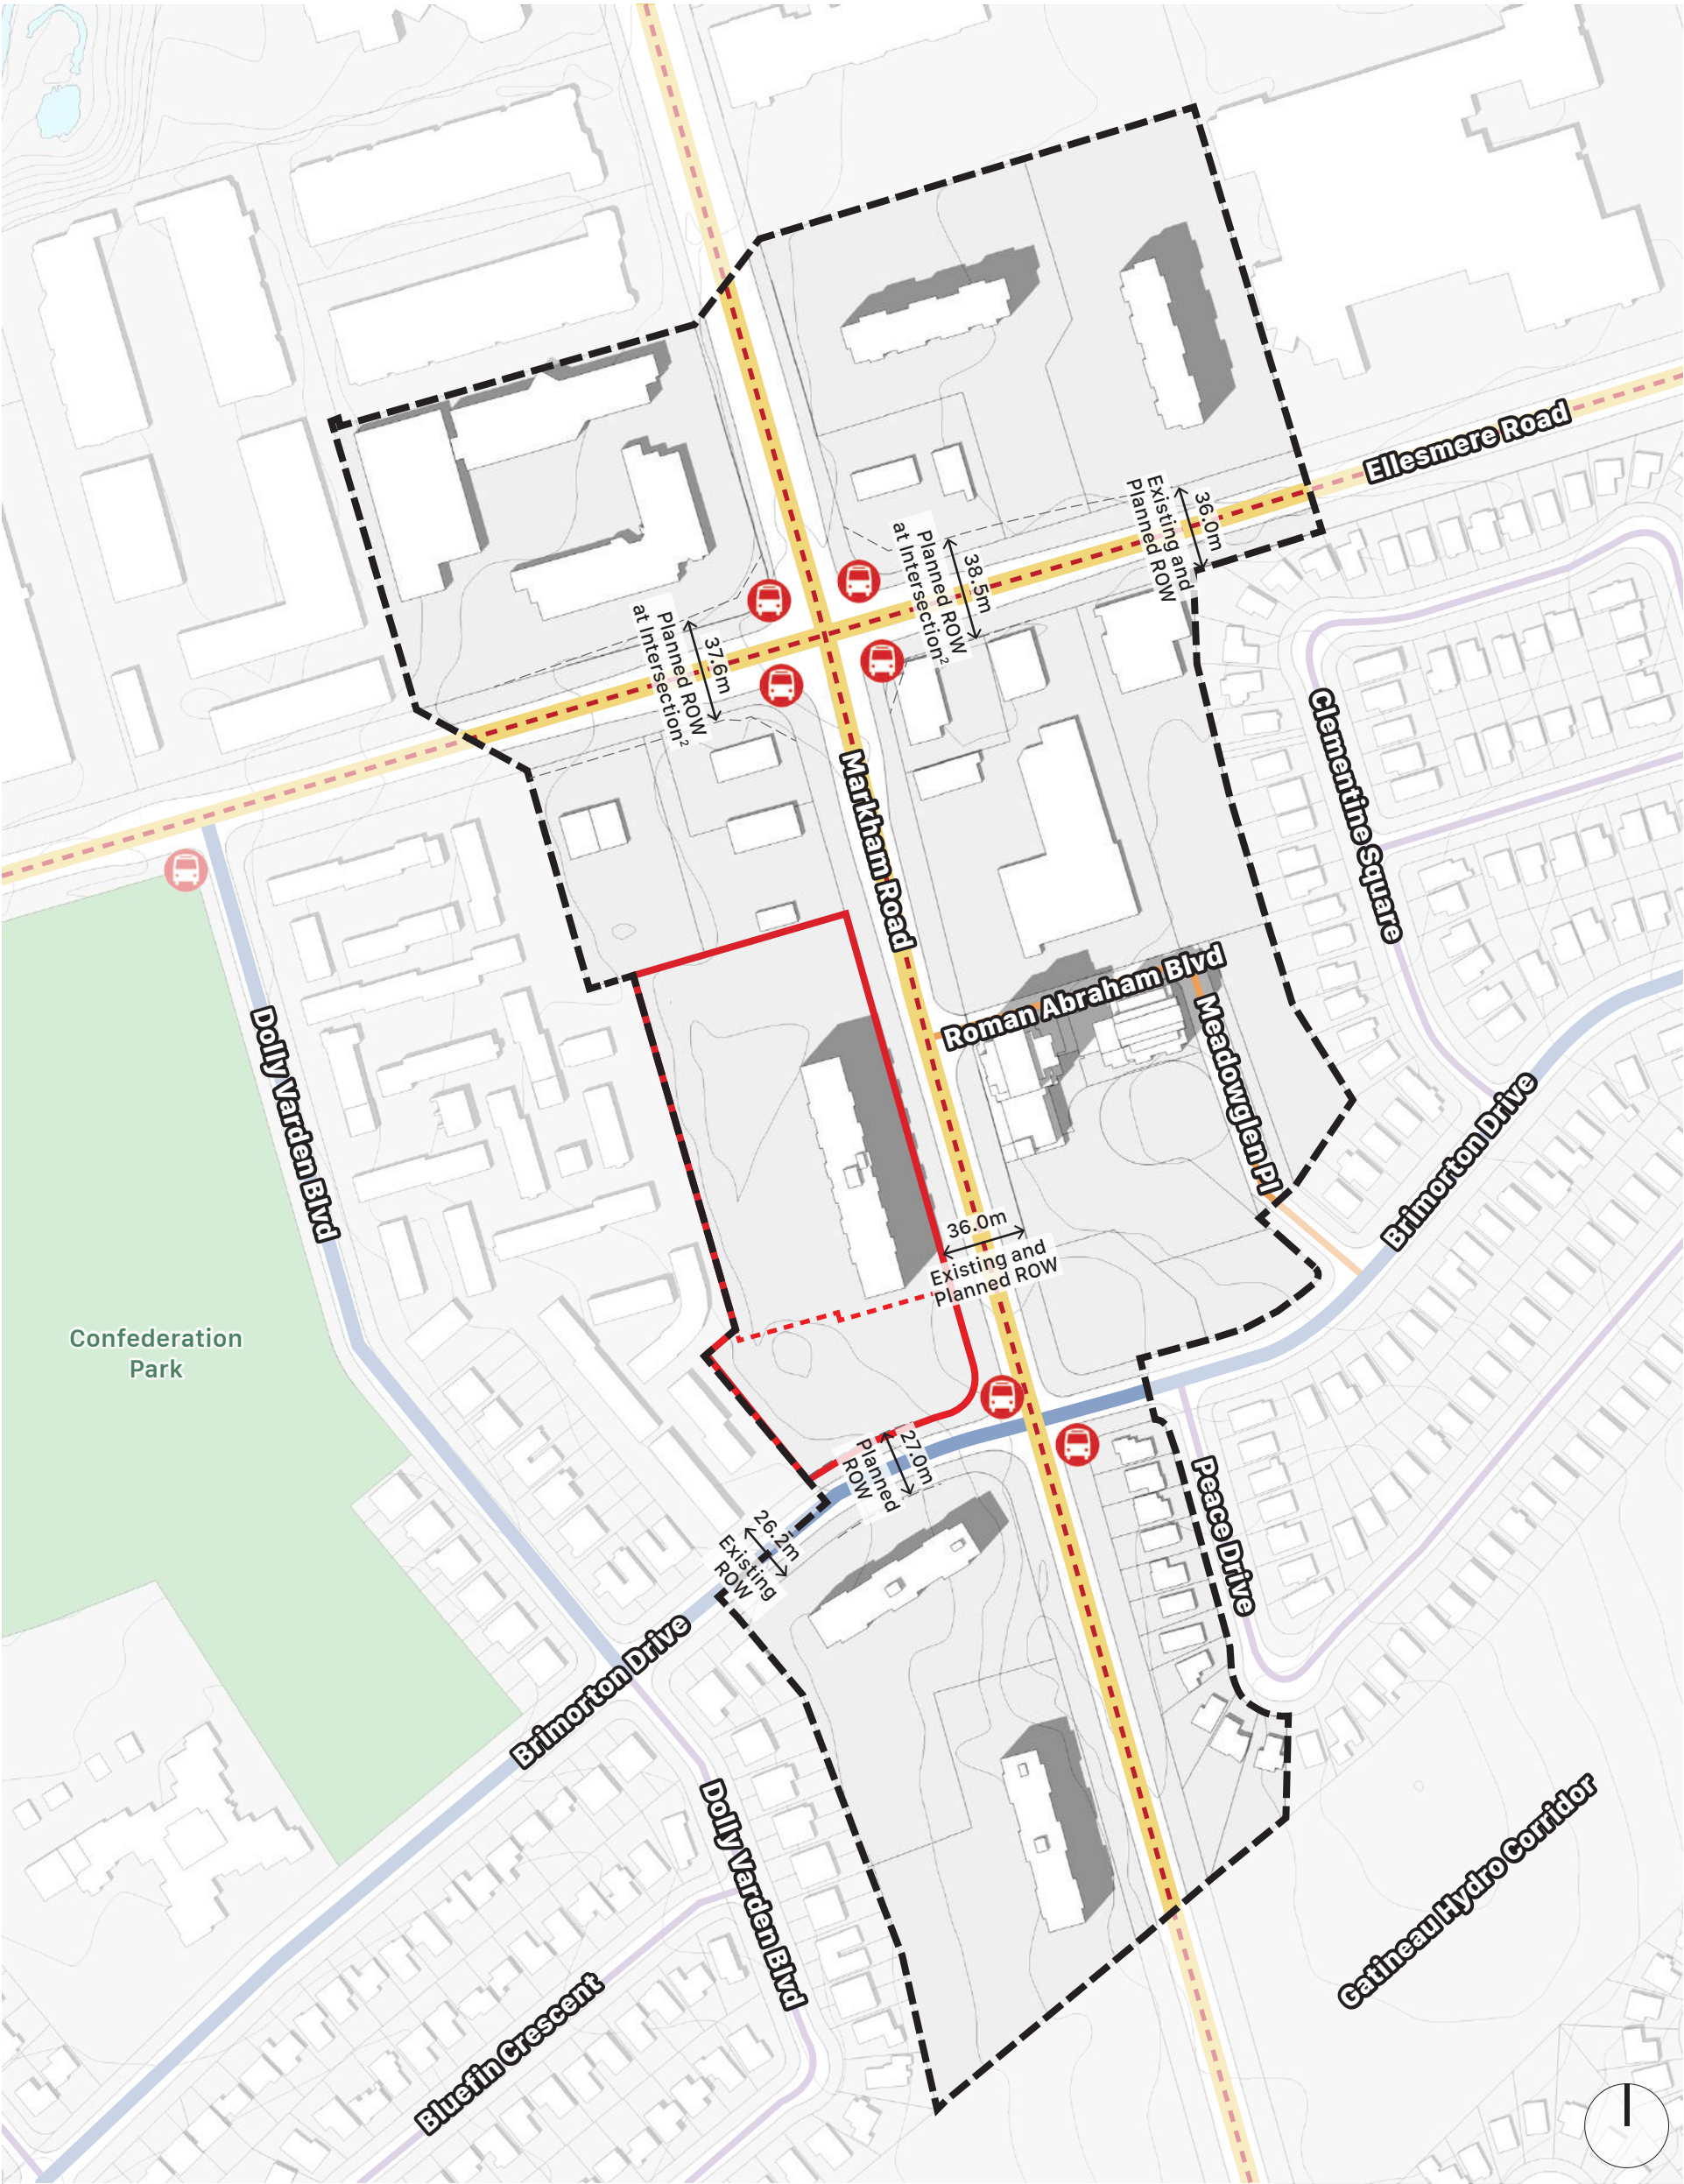 Ellesmere Road
36.0m
Existing and
Planned ROW
38.5m
Planned ROW
at Intersection²
37.6m
Planned ROW
at Intersection²
Markham Road
Clementine Square
Roman Abraham Blvd
Meadowglen Pl
Dolly Varden Blvd
Brimorton Drive
36.0m
Existing and
Planned ROW
Confederation
Park
27.0m
Planned
ROW
26.2m
Existing
ROW
Peace Drive
Brimorton Drive
Dolly Varden Blvd
Gatineau Hydro Corridor
Bluefin Crescent